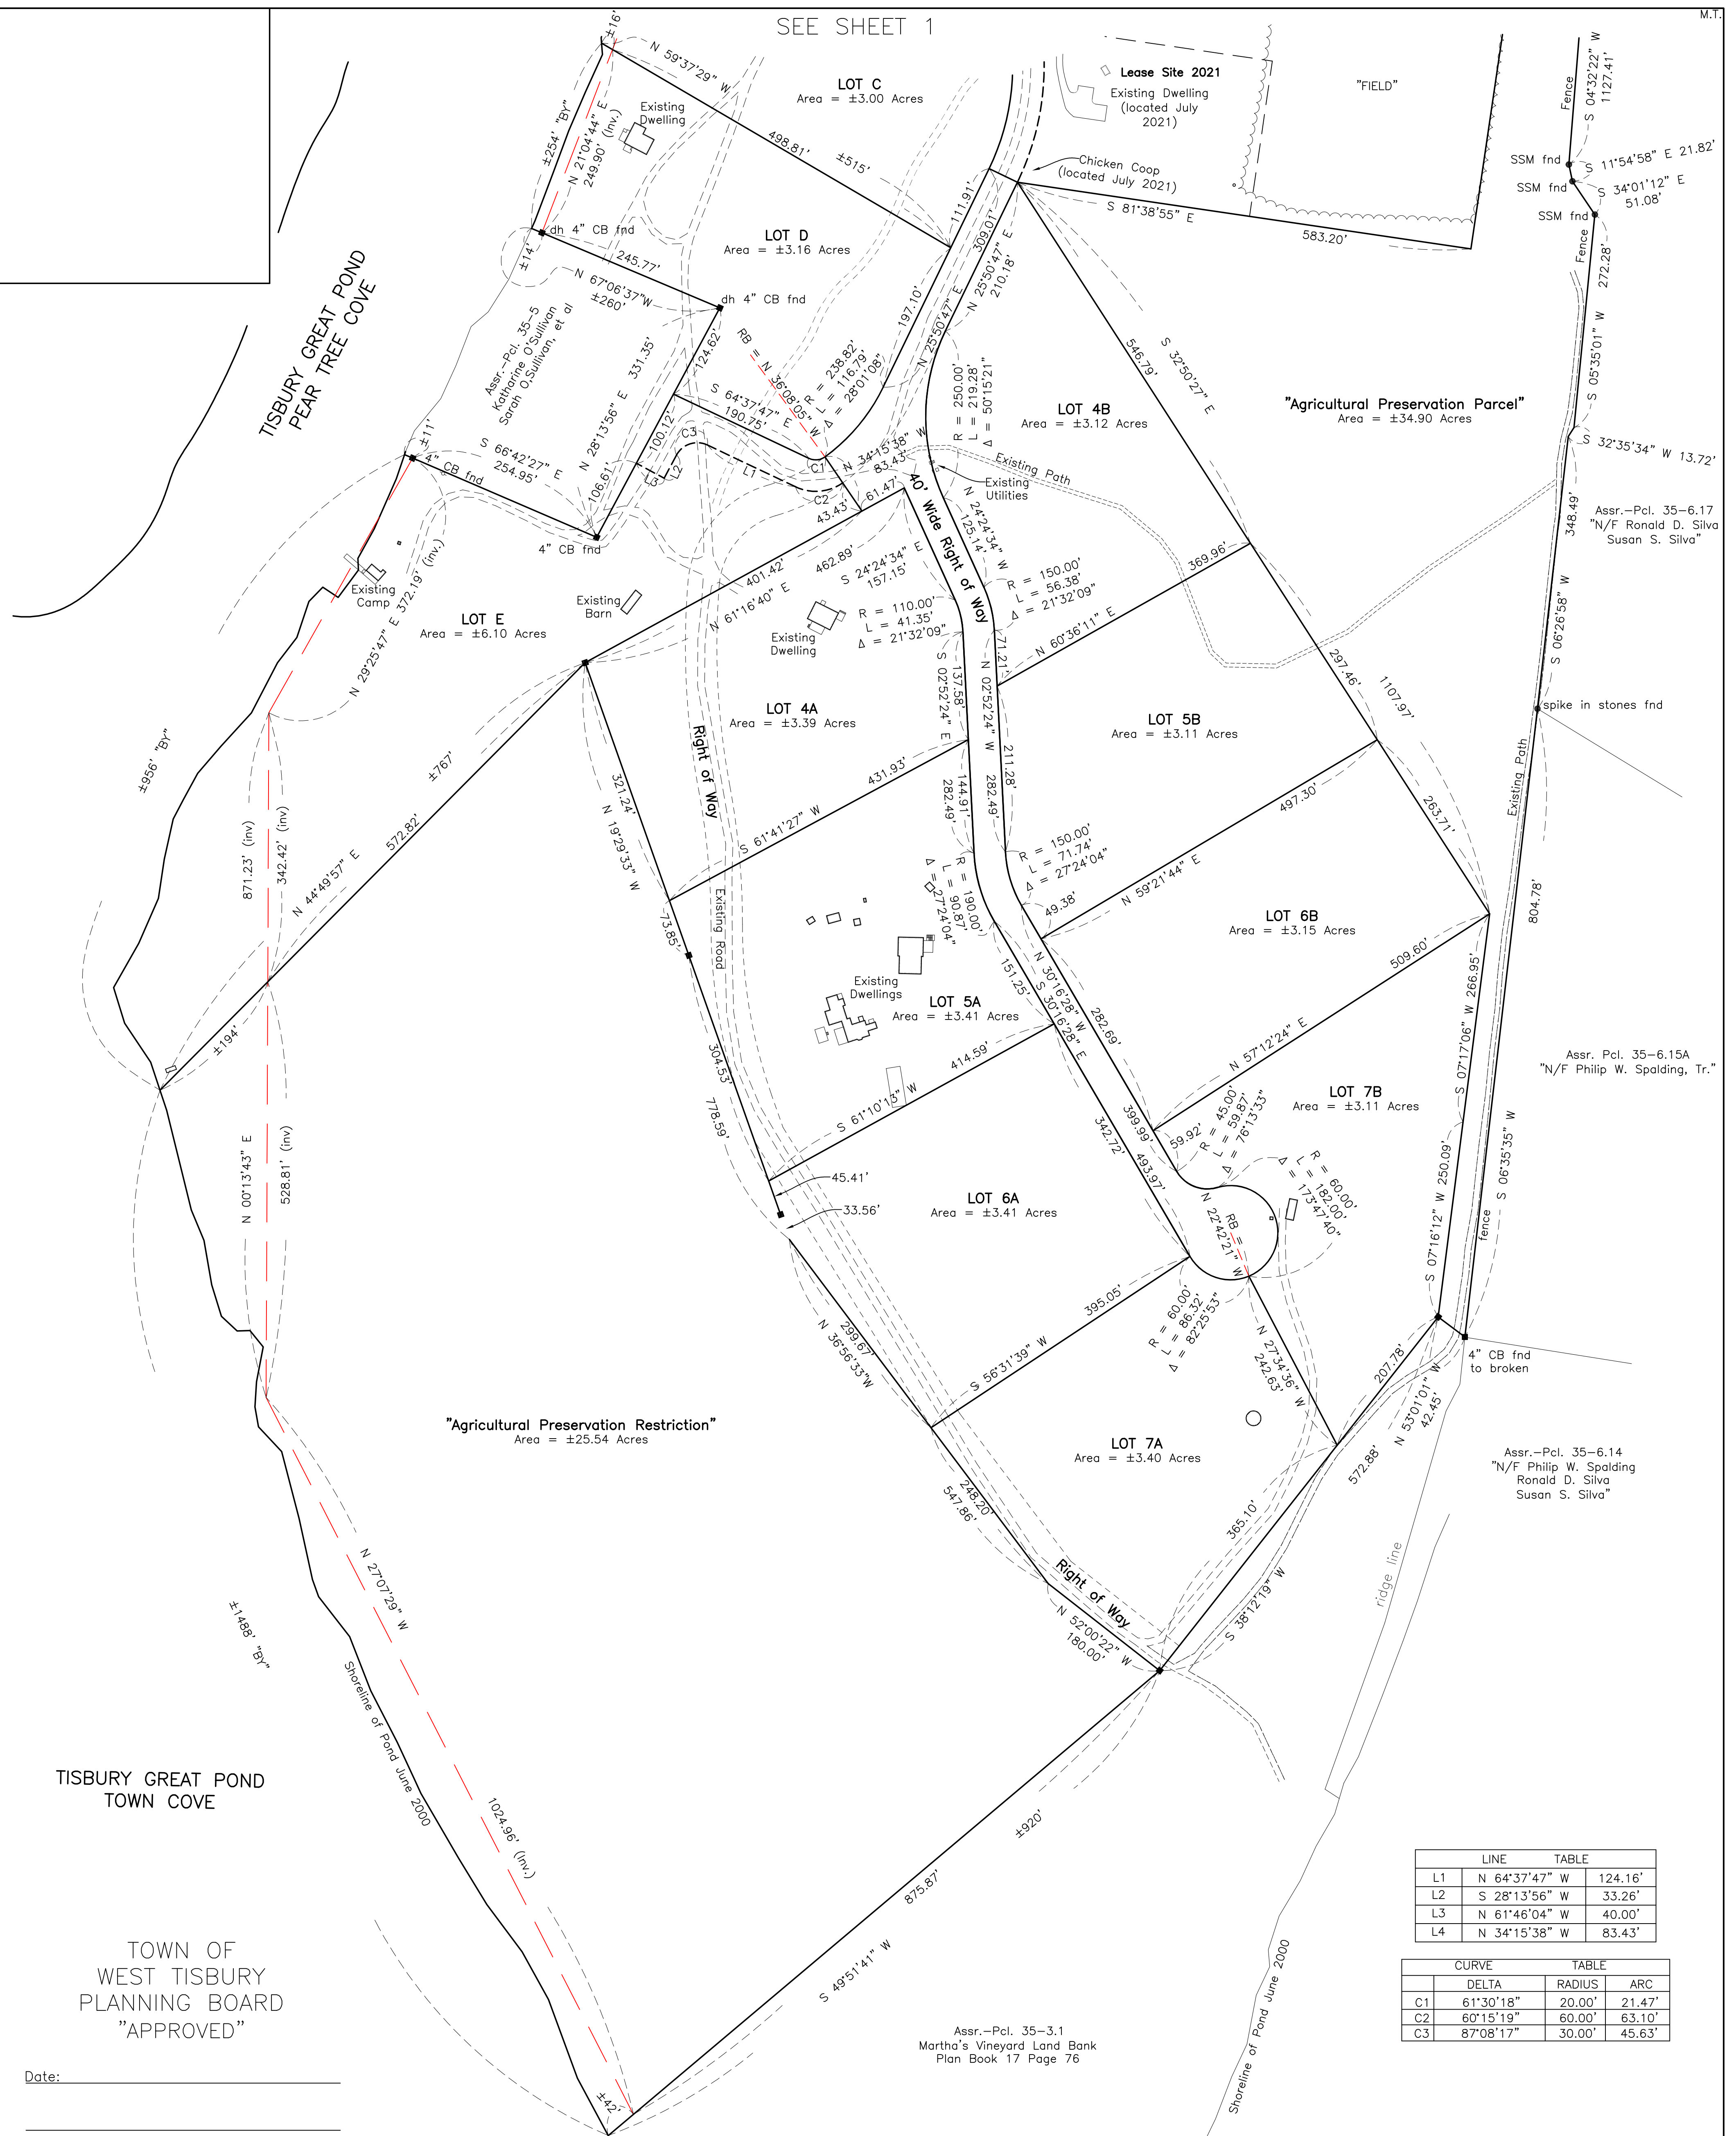 SEE SHEET 1
M.T.
±16'
N 59°37'29" W
498.81'
±515'
LOT C
Area = ±3.00 Acres
Lease Site 2021
Existing Dwelling
(located July
2021)
"FIELD"
Fence
S 04°32'22" W
1127.41'
±254' "BY"
N 21°04'44" E
249.90' (Inv.)
Existing
Dwelling
Chicken Coop
(located July 2021)
SSM fnd
S 11°54'58" E 21.82'
SSM fnd
S 34°01'12" E
51.08'
SSM fnd
S 81°38'55" E
583.20'
111.91'
309.01'
N 25°50'47" E
210.18'
LOT D
Area = ±3.16 Acres
dh 4" CB fnd
±14'
245.77'
N 67°06'37"W
±260'
dh 4" CB fnd
TISBURY GREAT POND
PEAR TREE COVE
Assr.-Pcl. 35-5
Katharine O'Sullivan
Sarah O,Sullivan, et al
N 28°13'56" E 331.35'
124.62'
100.12'
106.61'
RB = N 36°08'05" W
197.10'
N 25°50'47" E
R = 238.82'
L = 116.79'
Δ = 28°01'08"
R = 250.00'
L = 219.28'
Δ = 50°15'21"
546.79'
S 32°50'27" E
Fence
272.28'
S 05°35'01" W
LOT 4B
Area = ±3.12 Acres
"Agricultural Preservation Parcel"
Area = ±34.90 Acres
S 32°35'34" W 13.72'
S 64°37'47" E
190.75'
±11'
4" CB fnd
S 66°42'27" E
254.95'
C3
L2
L3
L1
C1
C2
N 34°15'38" W
83.43'
Existing Path
Existing
Utilities
61.47'
43.43'
40' Wide Right of Way
N 24°24'34" W
125.14'
348.49'
S 06°26'58" W
Assr.-Pcl. 35-6.17
"N/F Ronald D. Silva
Susan S. Silva"
4" CB fnd
Existing
Camp
N 29°25'47" E 372.19' (inv.)
Existing
Barn
401.42'
462.89'
N 61°16'40" E
S 24°24'34" E
157.15'
R = 150.00'
L = 56.38'
Δ = 21°32'09"
369.96'
N 60°36'11" E
LOT E
Area = ±6.10 Acres
Existing
Dwelling
R = 110.00'
L = 41.35'
Δ = 21°32'09"
S 02°52'24" E
137.58'
71.21'
N 02°52'24" W
297.46'
1107.97'
LOT 4A
Area = ±3.39 Acres
LOT 5B
Area = ±3.11 Acres
spike in stones fnd
±956' "BY"
±767'
572.82'
N 44°49'57" E
871.23' (inv)
342.42' (inv)
321.24'
N 19°29'33" W
Right of Way
431.93'
S 61°41'27" W
144.91'
282.49'
211.28'
282.49'
497.30'
N 59°21'44" E
263.71'
Existing Path
804.78'
R = 150.00'
L = 71.74'
Δ = 27°24'04"
49.38'
R = 190.00'
L = 90.87'
Δ = 27°24'04"
Existing Road
73.85'
LOT 6B
Area = ±3.15 Acres
509.60'
Existing
Dwellings
LOT 5A
Area = ±3.41 Acres
151.25'
S 30°16'28" E
N 30°16'28" W
282.69'
±194'
304.53'
778.59'
414.59'
S 61°10'13" W
N 57°12'24" E
S 07°17'06" W 266.95'
Assr. Pcl. 35-6.15A
"N/F Philip W. Spalding, Tr."
342.72'
493.97'
399.99'
59.92'
R = 45.00'
L = 59.87'
Δ = 76°13'33"
LOT 7B
Area = ±3.11 Acres
N 00°13'43" E
528.81' (inv)
45.41'
33.56'
LOT 6A
Area = ±3.41 Acres
R = 60.00'
L = 182.00'
Δ = 173°47'40"
RB =
N 22°42'21" W
S 07°16'12" W 250.09'
fence
S 06°35'35" W
299.67'
N 36°56'33"W
395.05'
S 56°31'39" W
R = 60.00'
L = 86.32'
Δ = 82°25'53"
N 27°34'36" W
242.63'
207.78'
4" CB fnd
to broken
N 53°01'01" W
42.45'
"Agricultural Preservation Restriction"
Area = ±25.54 Acres
LOT 7A
Area = ±3.40 Acres
572.88'
Assr.-Pcl. 35-6.14
"N/F Philip W. Spalding
Ronald D. Silva
Susan S. Silva"
248.20'
547.86'
365.10'
S 38°12'19" W
N 27°07'29" W
Right of Way
N 52°00'22" W
180.00'
ridge line
±1488' "BY"
Shoreline of Pond June 2000
TISBURY GREAT POND
TOWN COVE
1024.96' (Inv.)
±920'
875.87'
S 49°51'41" W
LINE TABLE
L1 N 64°37'47" W 124.16'
L2 S 28°13'56" W 33.26'
L3 N 61°46'04" W 40.00'
L4 N 34°15'38" W 83.43'
CURVE TABLE
DELTA RADIUS ARC
C1 61°30'18" 20.00' 21.47'
C2 60°15'19" 60.00' 63.10'
C3 87°08'17" 30.00' 45.63'
TOWN OF
WEST TISBURY
PLANNING BOARD
"APPROVED"
Date:
Assr.-Pcl. 35-3.1
Martha's Vineyard Land Bank
Plan Book 17 Page 76
Shoreline of Pond June 2000
±42'